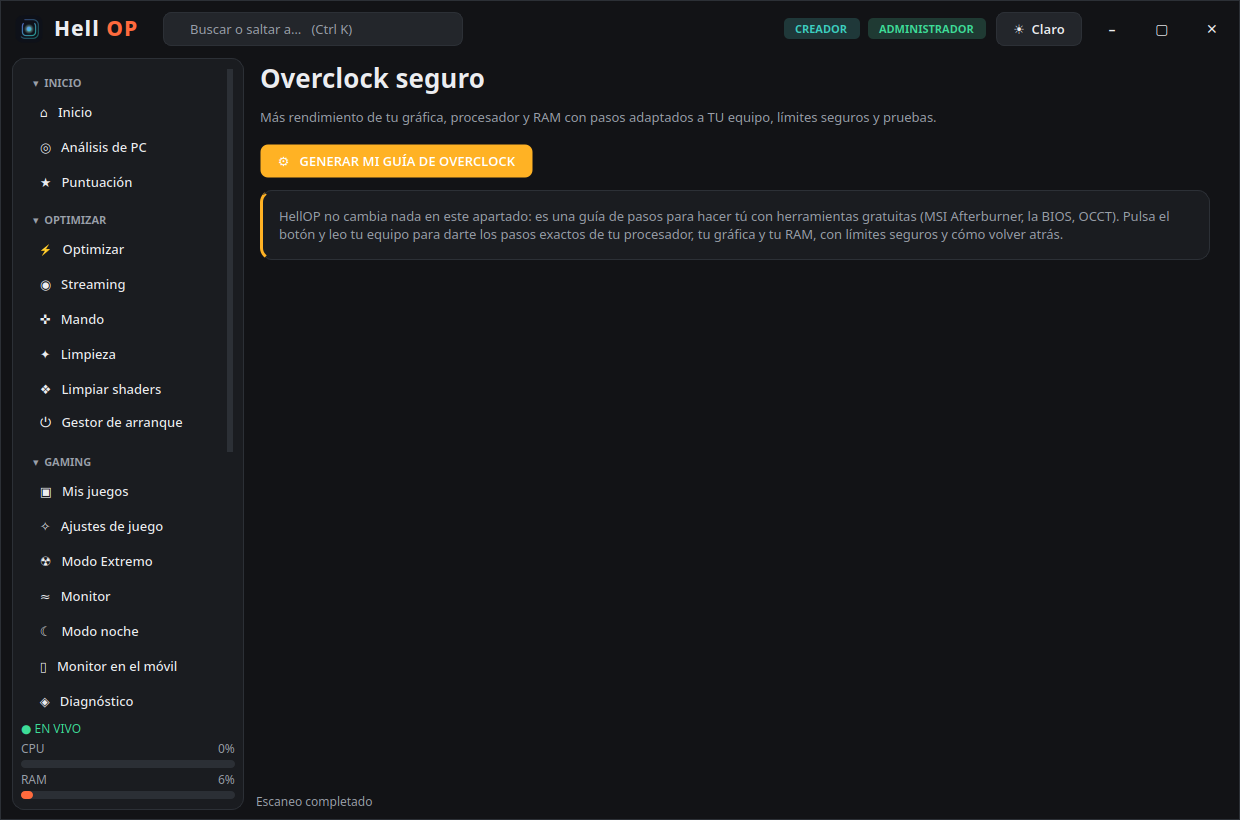 Hell OP
Buscar o saltar a... (Ctrl K)
CREADOR
ADMINISTRADOR
☀ Claro
▾ INICIO
Inicio
Análisis de PC
Puntuación
▾ OPTIMIZAR
Optimizar
Streaming
Mando
Limpieza
Limpiar shaders
Gestor de arranque
▾ GAMING
Mis juegos
Ajustes de juego
Modo Extremo
Monitor
Modo noche
Monitor en el móvil
Diagnóstico
EN VIVO
CPU 0%
RAM 6%
Overclock seguro
Más rendimiento de tu gráfica, procesador y RAM con pasos adaptados a TU equipo, límites seguros y pruebas.
GENERAR MI GUÍA DE OVERCLOCK
HellOP no cambia nada en este apartado: es una guía de pasos para hacer tú con herramientas gratuitas (MSI Afterburner, la BIOS, OCCT). Pulsa el
botón y leo tu equipo para darte los pasos exactos de tu procesador, tu gráfica y tu RAM, con límites seguros y cómo volver atrás.
Escaneo completado